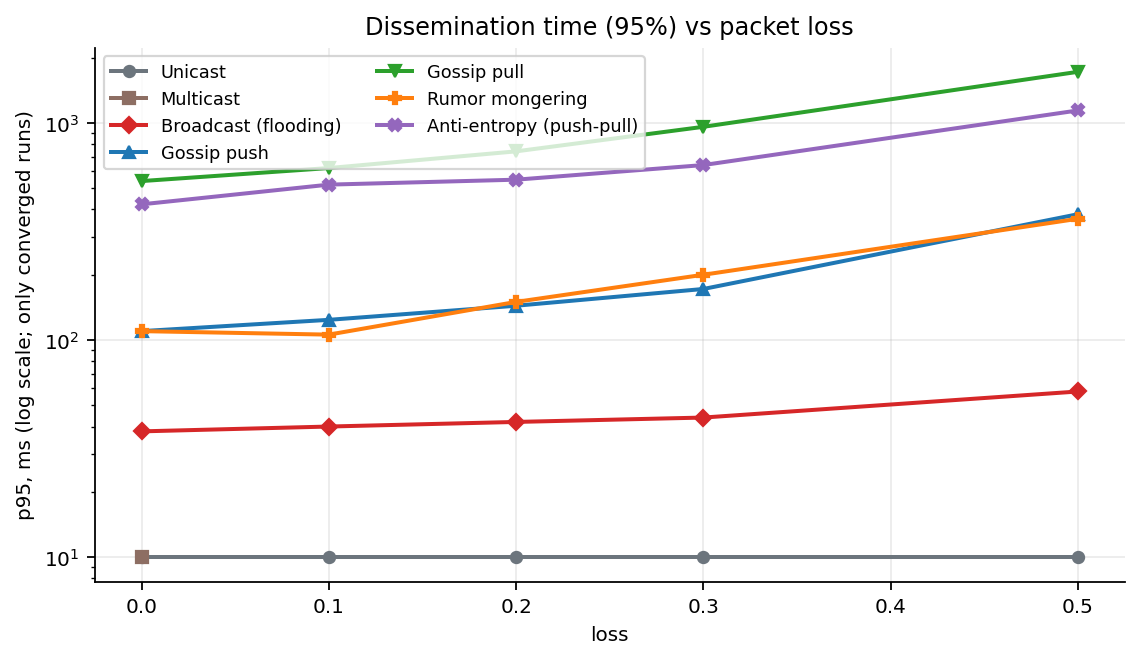 Dissemination time (95%) vs packet loss
Unicast
Multicast
Broadcast (flooding)
Gossip push
Gossip pull
Rumor mongering
Anti-entropy (push-pull)
p95, ms (log scale; only converged runs)
10³
10²
10¹
0.0 0.1 0.2 0.3 0.4 0.5
loss